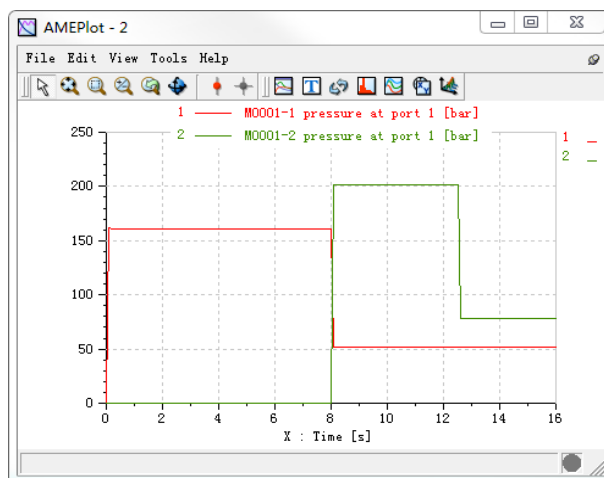 AMEPlot - 2
File Edit View Tools Help
1 MO001-1 pressure at port 1 [bar]
2 MO001-2 pressure at port 1 [bar]
1
2
250
200
150
100
50
0
0 2 4 6 8 10 12 14 16
X : Time [s]